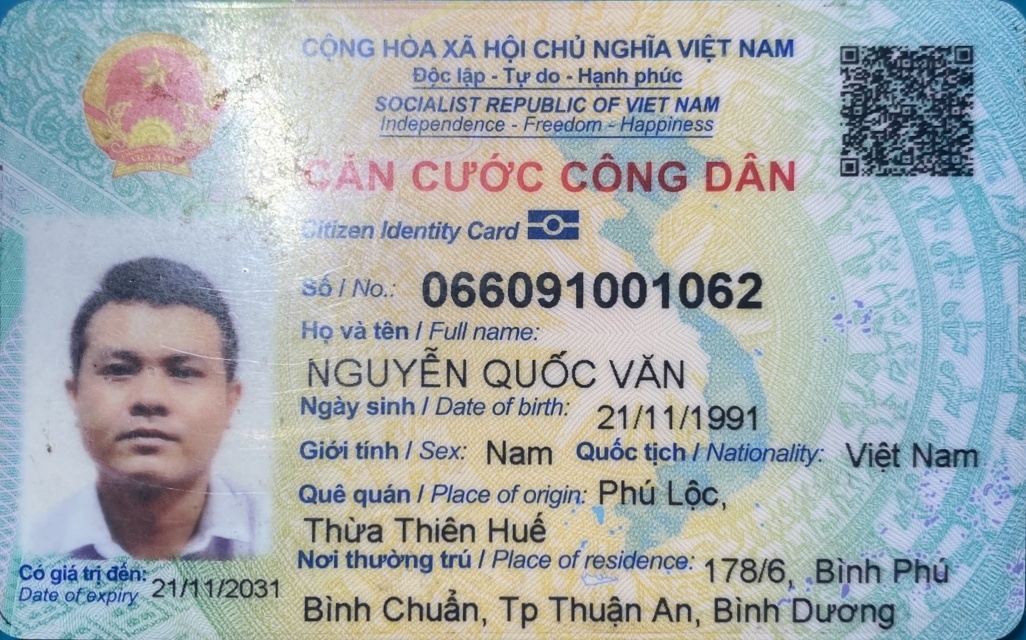 CỘNG HÒA XÃ HỘI CHỦ NGHĨA VIỆT NAM
Độc lập - Tự do - Hạnh phúc
SOCIALIST REPUBLIC OF VIET NAM
Independence - Freedom - Happiness
CĂN CƯỚC CÔNG DÂN
Citizen Identity Card
Số / No.: 066091001062
Họ và tên / Full name:
NGUYỄN QUỐC VĂN
Ngày sinh / Date of birth: 21/11/1991
Giới tính / Sex: Nam Quốc tịch / Nationality: Việt Nam
Quê quán / Place of origin: Phú Lộc,
Thừa Thiên Huế
Nơi thường trú / Place of residence: 178/6, Bình Phú
Bình Chuẩn, Tp Thuận An, Bình Dương
Có giá trị đến: 21/11/2031
Date of expiry